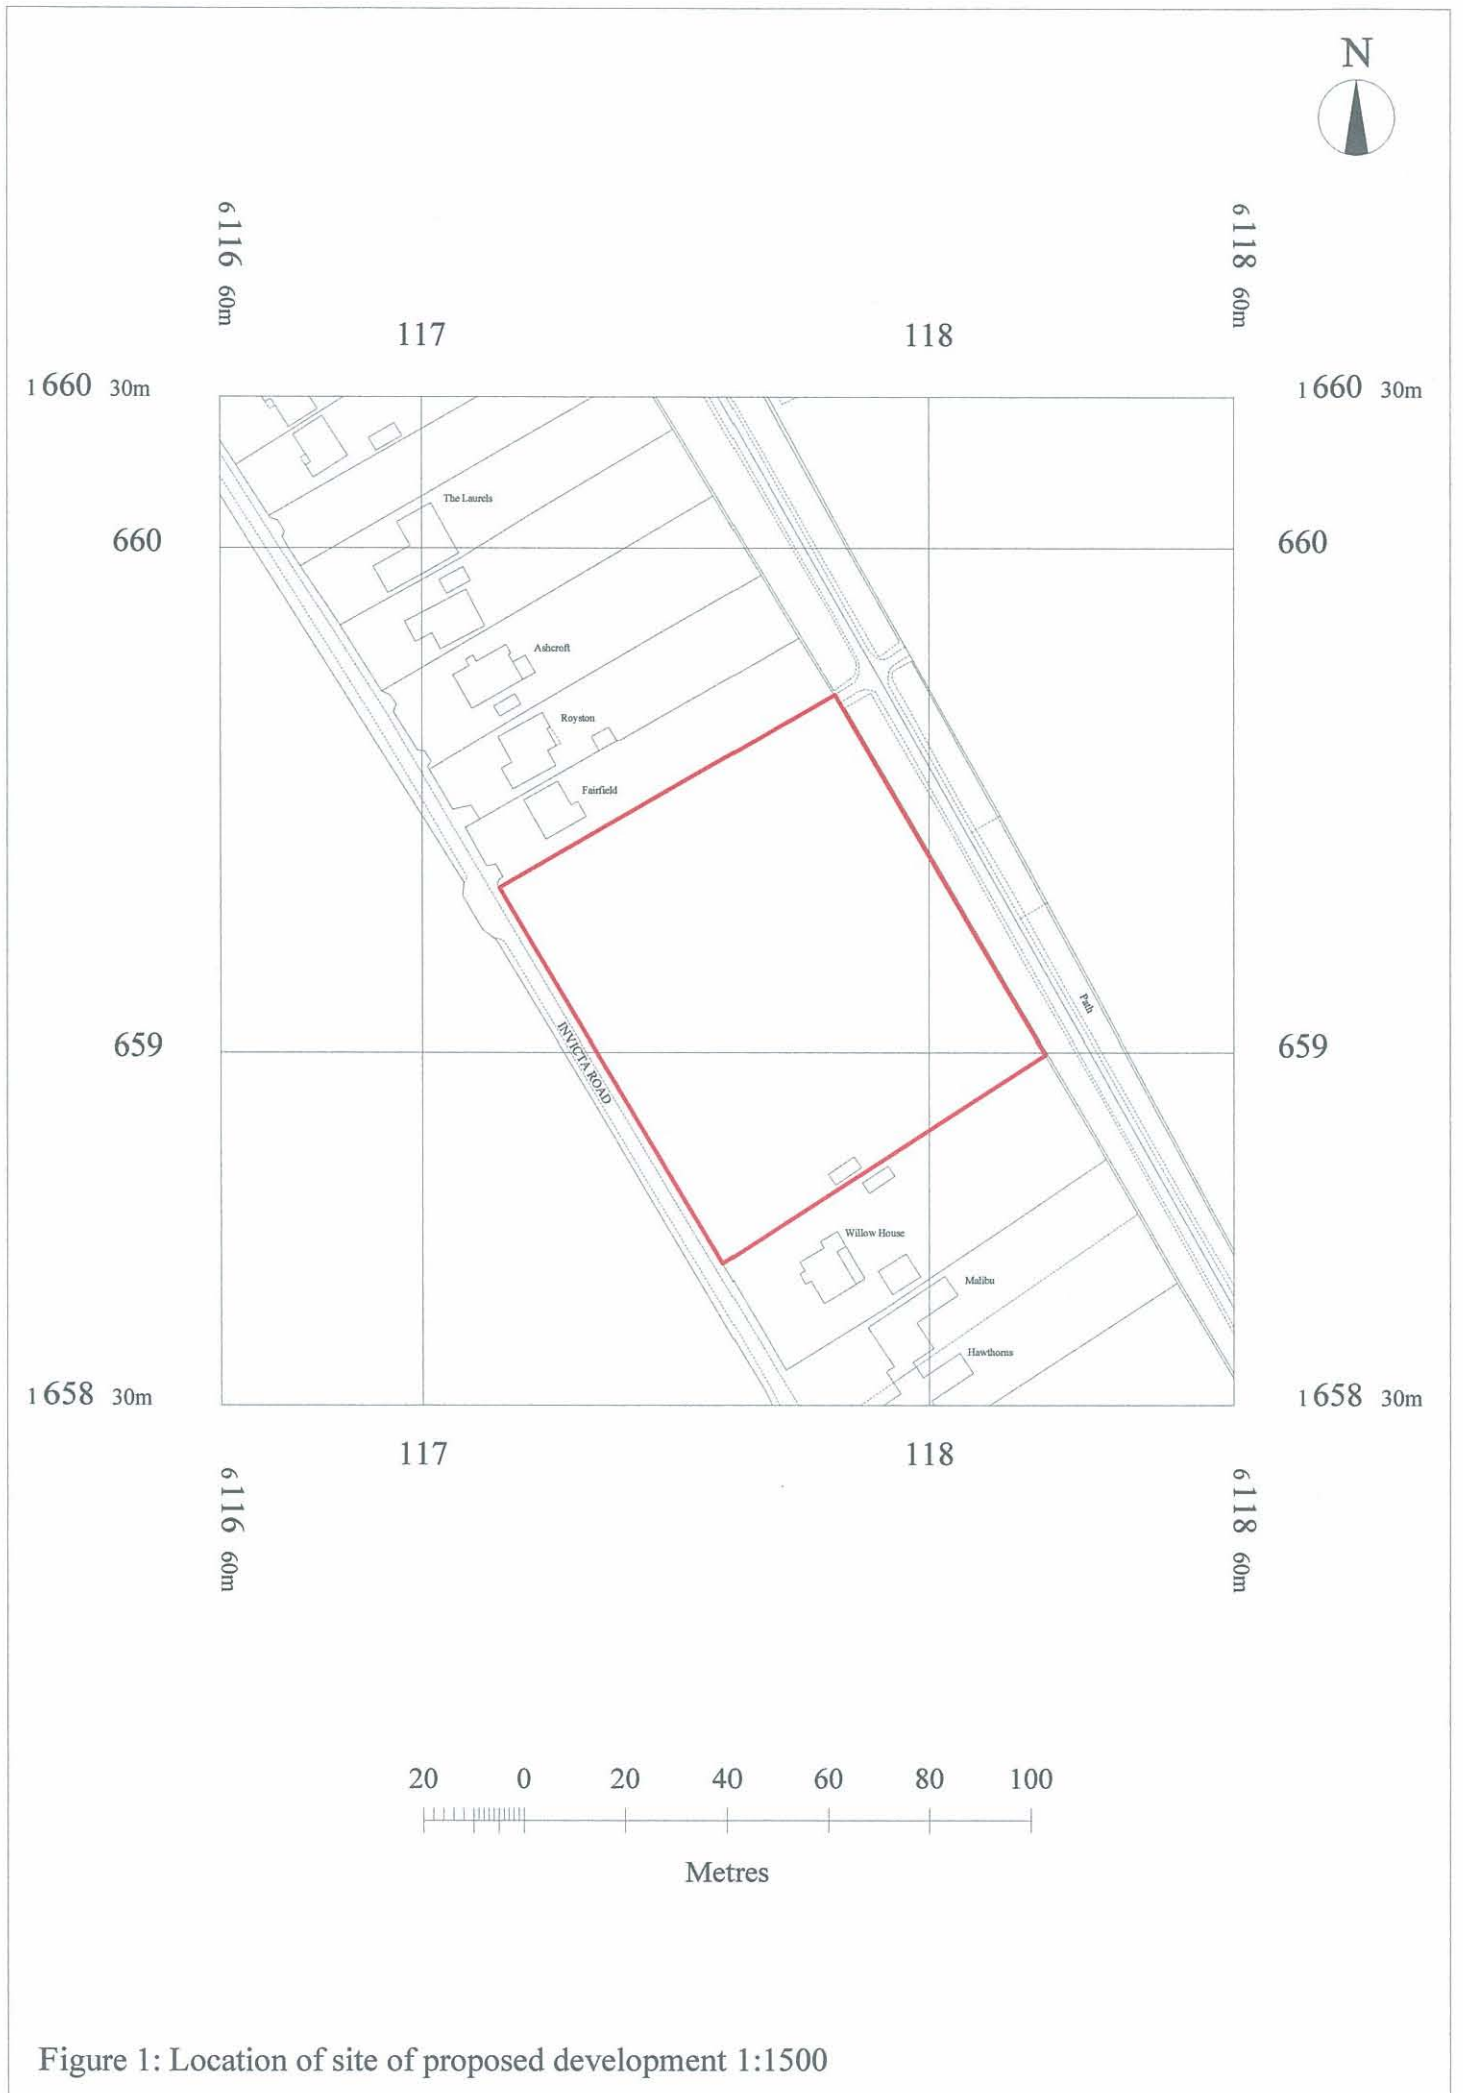 N
6116 60m
6118 60m
117
118
1660 30m
1660 30m
The Laurels
660
660
Ashcroft
Royston
Fairfield
Path
INVICTA ROAD
659
659
Willow House
Malibu
Hawthorns
1658 30m
1658 30m
117
118
6116 60m
6118 60m
20 0 20 40 60 80 100
Metres
Figure 1: Location of site of proposed development 1:1500